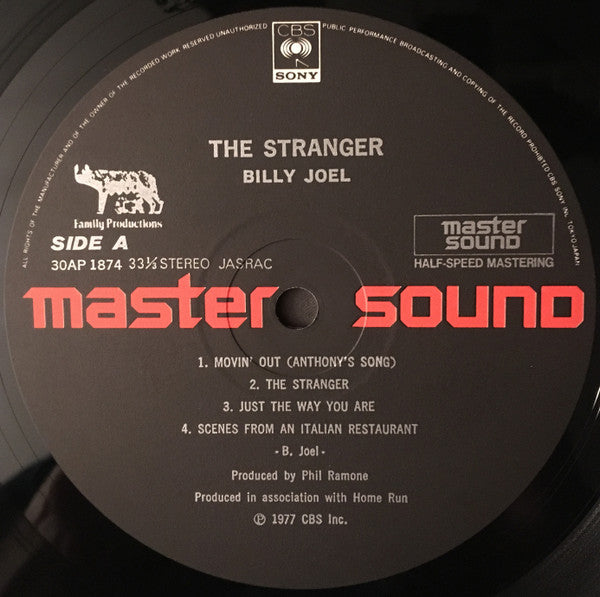 ALL RIGHTS OF THE MANUFACTURER AND OF THE OWNER OF THE RECORDED WORK RESERVED UNAUTHORIZED PUBLIC PERFORMANCE BROADCASTING AND COPYING OF THE RECORD PROHIBITED CBS SONY INC. TOKYO JAPAN
CBS
SONY
THE STRANGER
BILLY JOEL
Family Productions
SIDE A
30AP 1874 33⅓ STEREO JASRAC
master
sound
HALF-SPEED MASTERING
master sound
1. MOVIN' OUT (ANTHONY'S SONG)
2. THE STRANGER
3. JUST THE WAY YOU ARE
4. SCENES FROM AN ITALIAN RESTAURANT
- B. Joel -
Produced by Phil Ramone
Produced in association with Home Run
℗ 1977 CBS Inc.